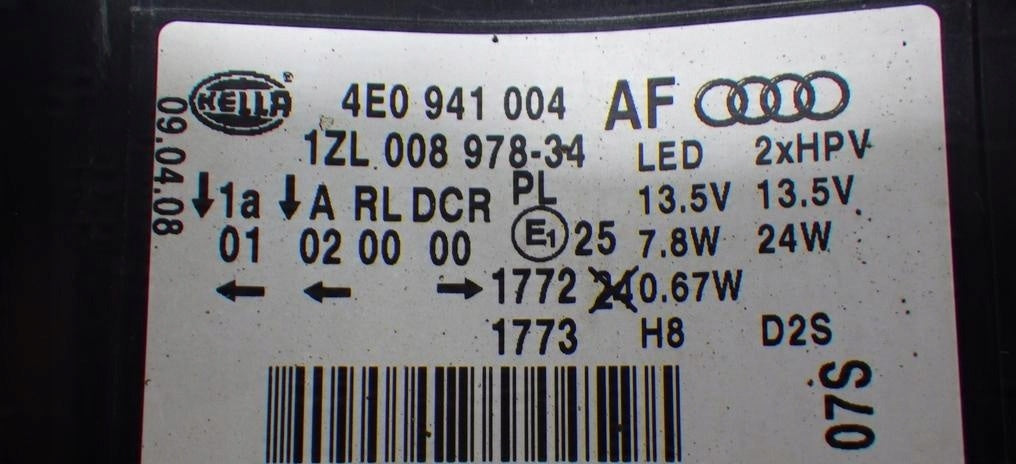 HELLA ® 4E0 941 004 AF
1ZL 008 978-34 LED 2xHPV
1a A RL DCR PL 13.5V 13.5V
01 02 00 00 E1 25 7.8W 24W
1772 24 0.67W
1773 H8 D2S
09.04.08
07S